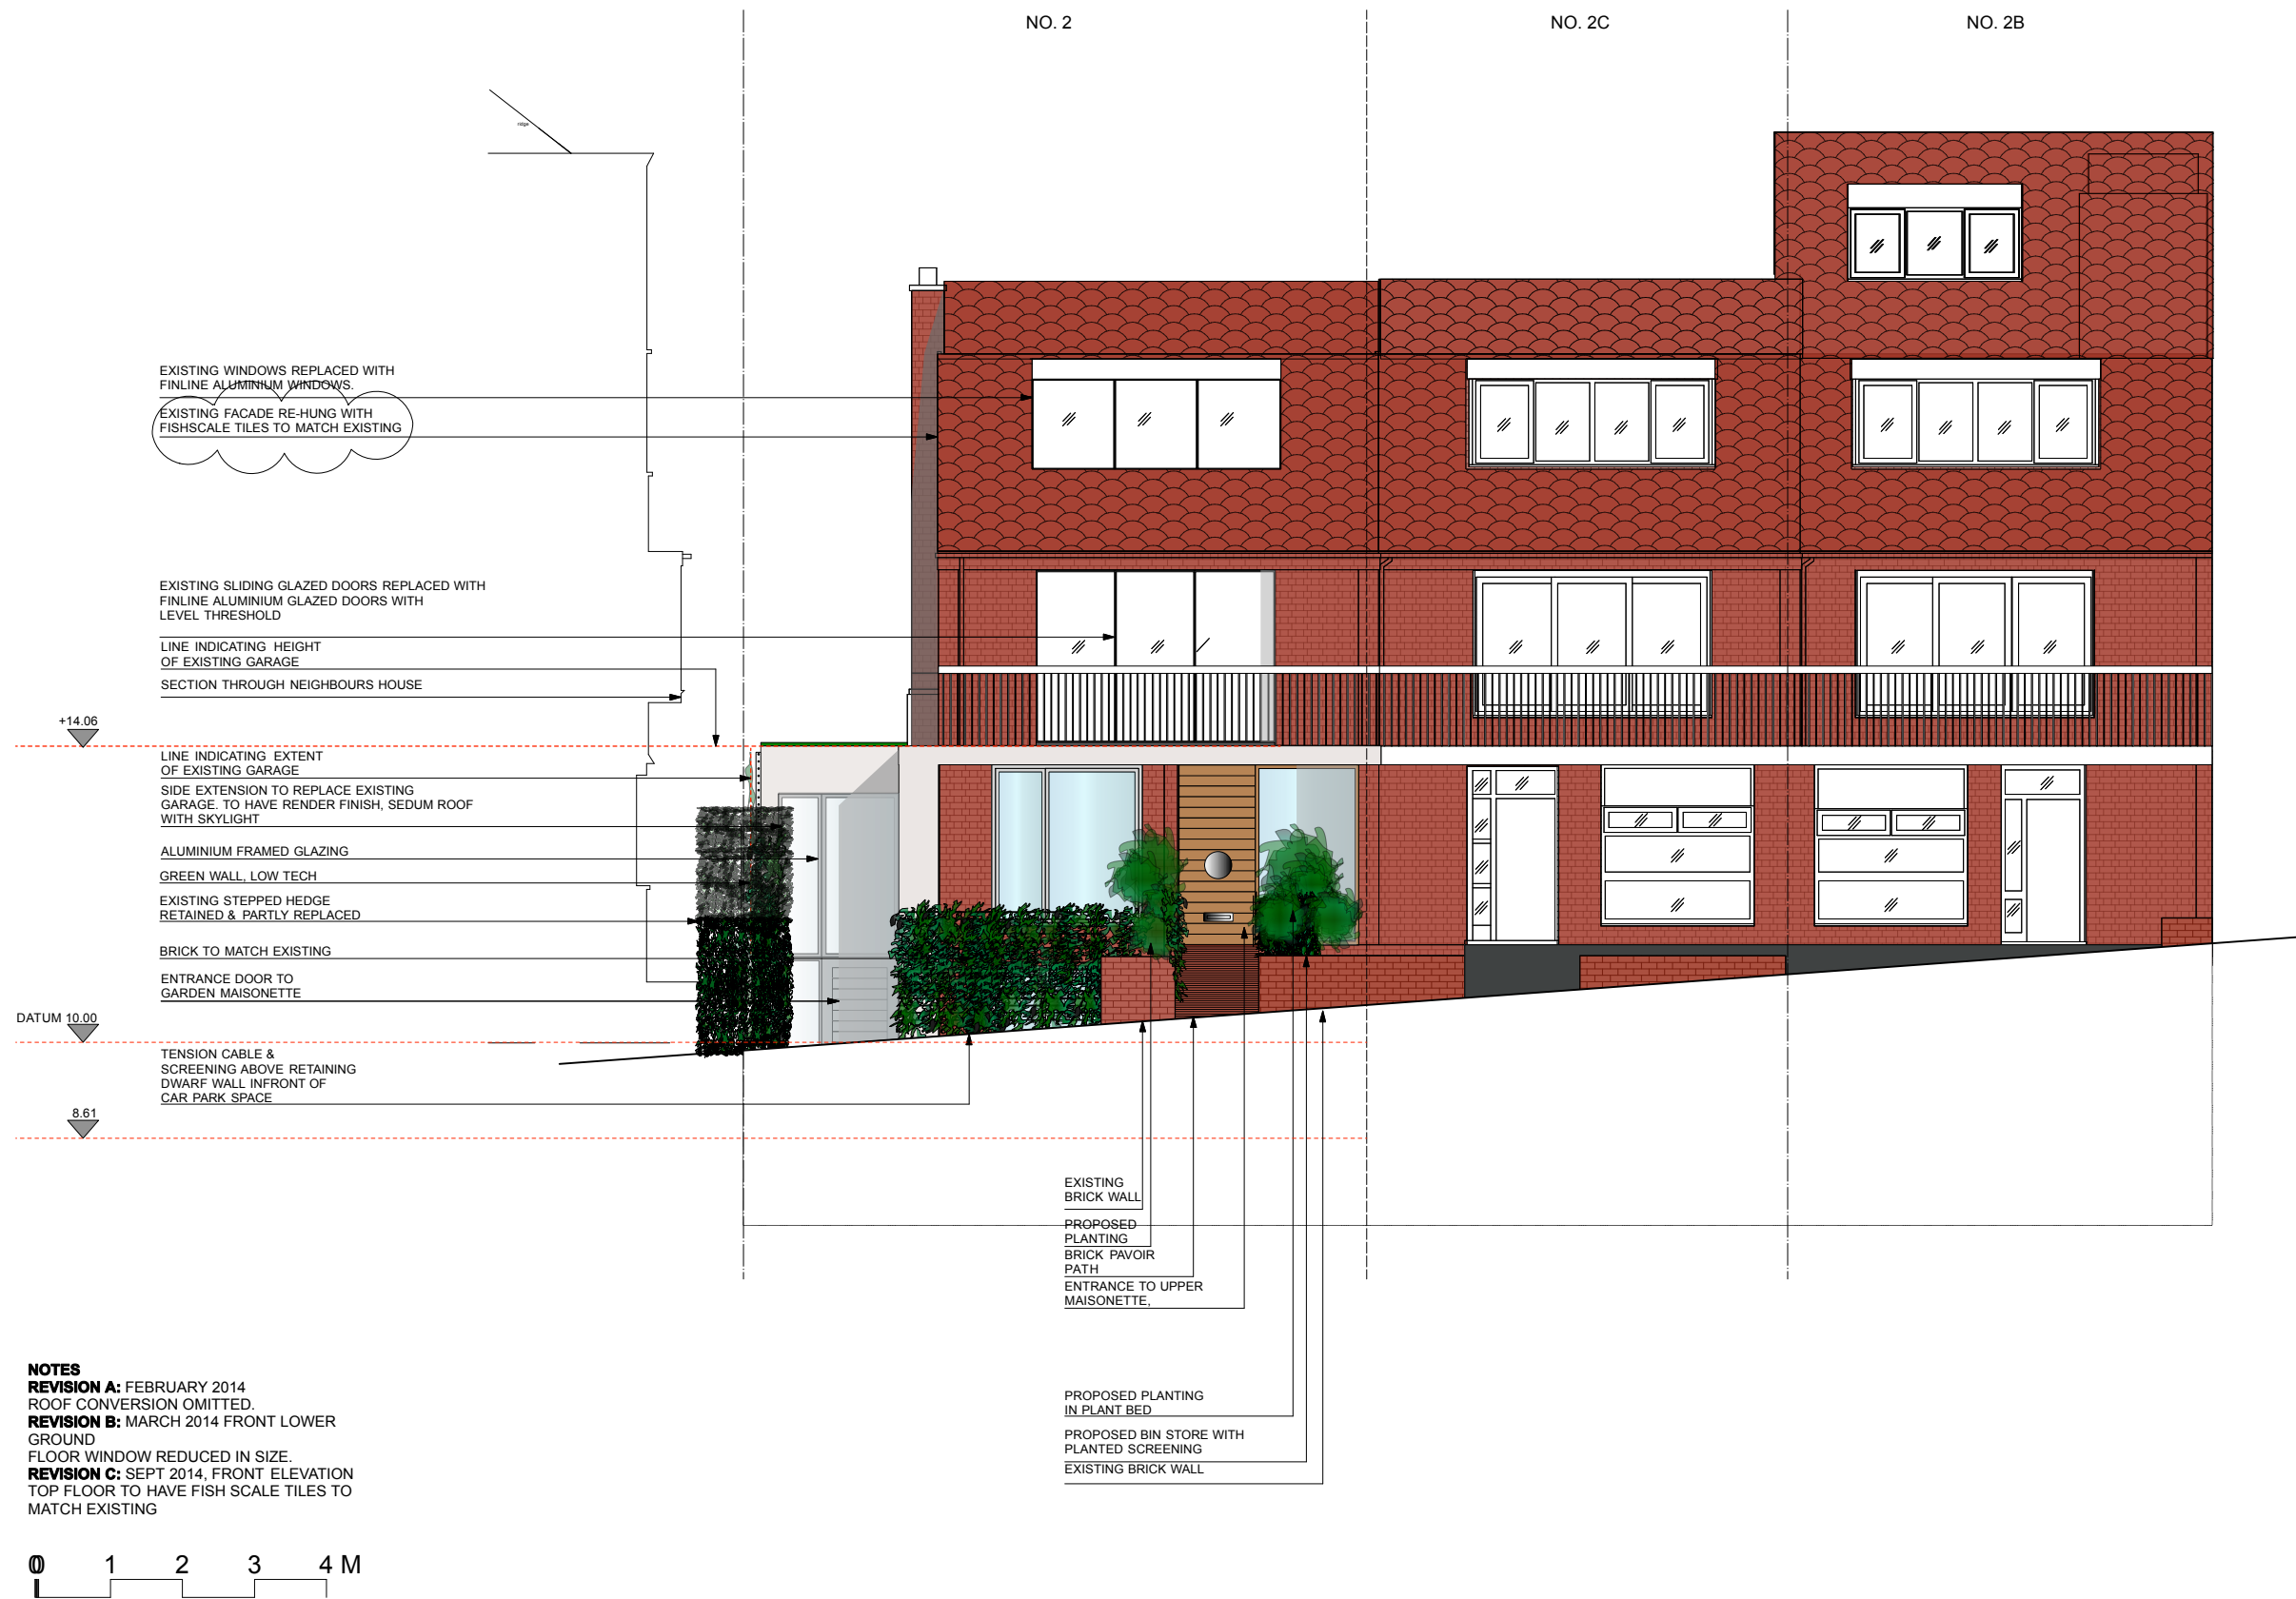 NO. 2
NO. 2C
NO. 2B
ridge
EXISTING WINDOWS REPLACED WITH
FINLINE ALUMINIUM WINDOWS.
EXISTING FACADE RE-HUNG WITH
FISHSCALE TILES TO MATCH EXISTING
EXISTING SLIDING GLAZED DOORS REPLACED WITH
FINLINE ALUMINIUM GLAZED DOORS WITH
LEVEL THRESHOLD
LINE INDICATING HEIGHT
OF EXISTING GARAGE
SECTION THROUGH NEIGHBOURS HOUSE
+14.06
LINE INDICATING EXTENT
OF EXISTING GARAGE
SIDE EXTENSION TO REPLACE EXISTING
GARAGE. TO HAVE RENDER FINISH, SEDUM ROOF
WITH SKYLIGHT
ALUMINIUM FRAMED GLAZING
GREEN WALL, LOW TECH
EXISTING STEPPED HEDGE
RETAINED & PARTLY REPLACED
BRICK TO MATCH EXISTING
ENTRANCE DOOR TO
GARDEN MAISONETTE
DATUM 10.00
TENSION CABLE &
SCREENING ABOVE RETAINING
DWARF WALL INFRONT OF
CAR PARK SPACE
8.61
EXISTING
BRICK WALL
PROPOSED
PLANTING
BRICK PAVOIR
PATH
ENTRANCE TO UPPER
MAISONETTE,
PROPOSED PLANTING
IN PLANT BED
PROPOSED BIN STORE WITH
PLANTED SCREENING
EXISTING BRICK WALL
NOTES
REVISION A: FEBRUARY 2014
ROOF CONVERSION OMITTED.
REVISION B: MARCH 2014 FRONT LOWER
GROUND
FLOOR WINDOW REDUCED IN SIZE.
REVISION C: SEPT 2014, FRONT ELEVATION
TOP FLOOR TO HAVE FISH SCALE TILES TO
MATCH EXISTING
0 1 2 3 4 M